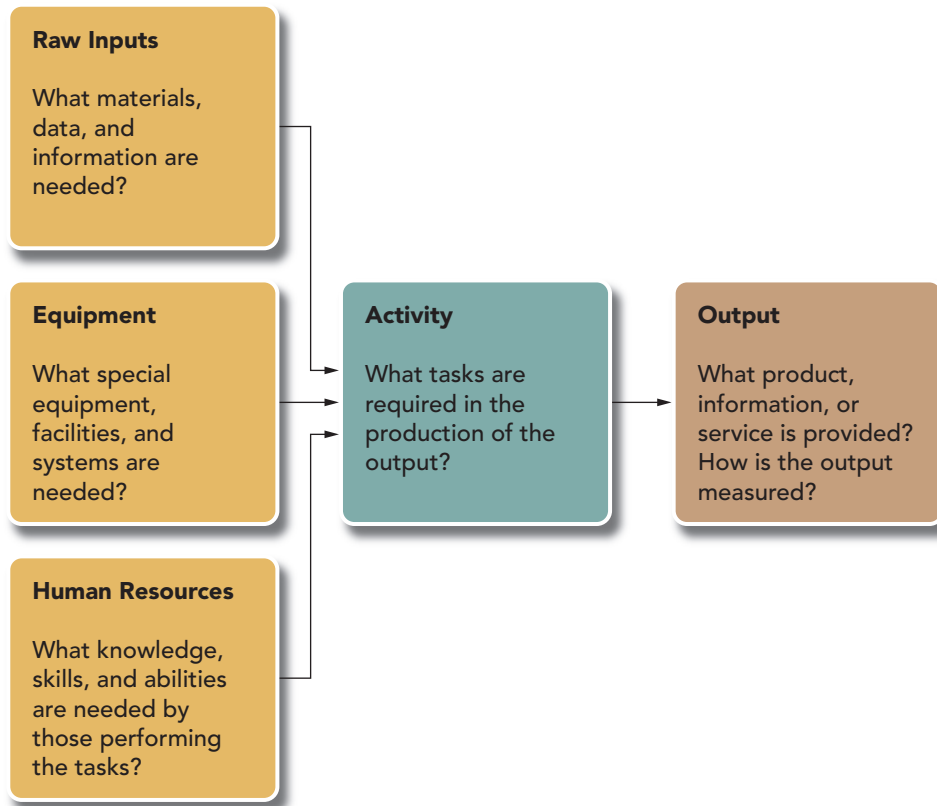 Raw Inputs
What materials,
data, and
information are
needed?
Equipment
What special
equipment,
facilities, and
systems are
needed?
Human Resources
What knowledge,
skills, and abilities
are needed by
those performing
the tasks?
Activity
What tasks are
required in the
production of the
output?
Output
What product,
information, or
service is provided?
How is the output
measured?